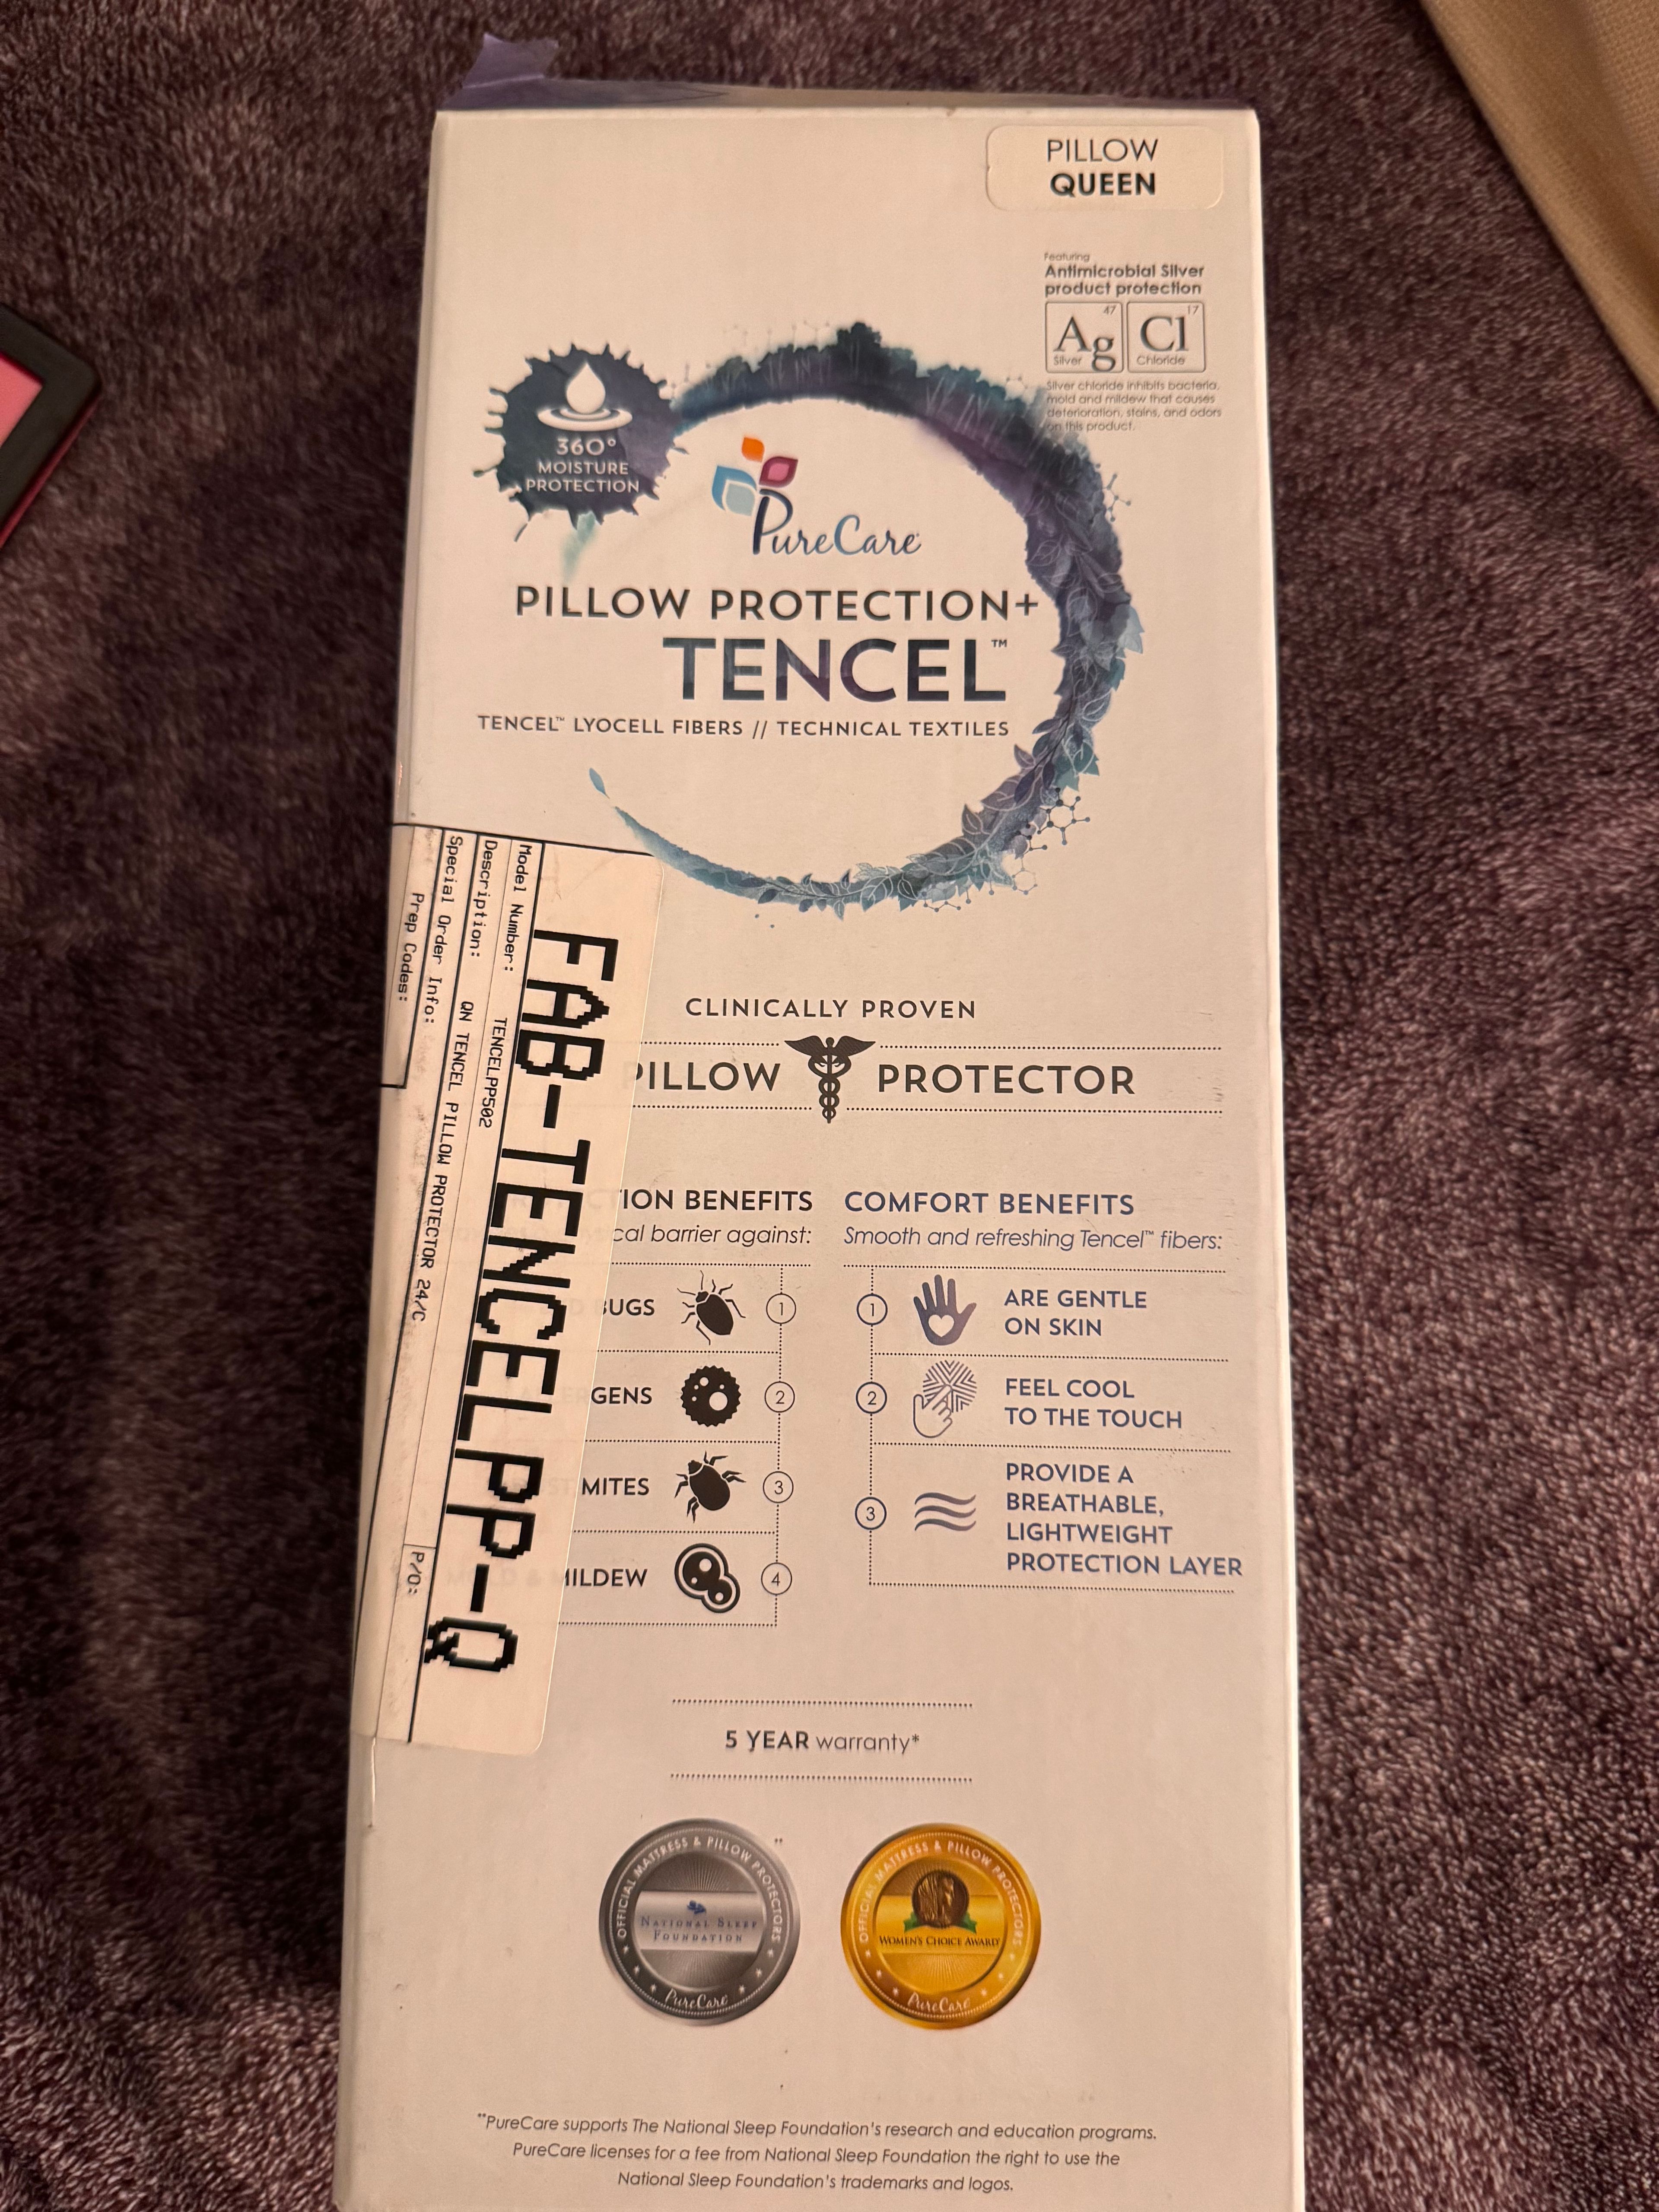 PILLOW
QUEEN
Featuring
Antimicrobial Silver
product protection
47
Ag
Silver
17
Cl
Chloride
Silver chloride inhibits bacteria,
mold and mildew that causes
deterioration, stains, and odors
on this product.
360°
MOISTURE
PROTECTION
PureCare
PILLOW PROTECTION+
TENCEL™
TENCEL™ LYOCELL FIBERS // TECHNICAL TEXTILES
FAB-TENCELPP-Q
Model Number: TENCELPP502
Description: QN TENCEL PILLOW PROTECTOR 24/C
Special Order Info:
Prep Codes:
P/O:
CLINICALLY PROVEN
PILLOW PROTECTOR
TION BENEFITS
cal barrier against:
BUGS
1
GENS
2
MITES
3
MILDEW
4
COMFORT BENEFITS
Smooth and refreshing Tencel™ fibers:
1
ARE GENTLE
ON SKIN
2
FEEL COOL
TO THE TOUCH
3
PROVIDE A
BREATHABLE,
LIGHTWEIGHT
PROTECTION LAYER
5 YEAR warranty*
OFFICIAL MATTRESS & PILLOW PROTECTORS
NATIONAL SLEEP
FOUNDATION
PureCare
**
OFFICIAL MATTRESS & PILLOW PROTECTORS
WOMEN'S CHOICE AWARD
PureCare
**PureCare supports The National Sleep Foundation's research and education programs.
PureCare licenses for a fee from National Sleep Foundation the right to use the
National Sleep Foundation's trademarks and logos.